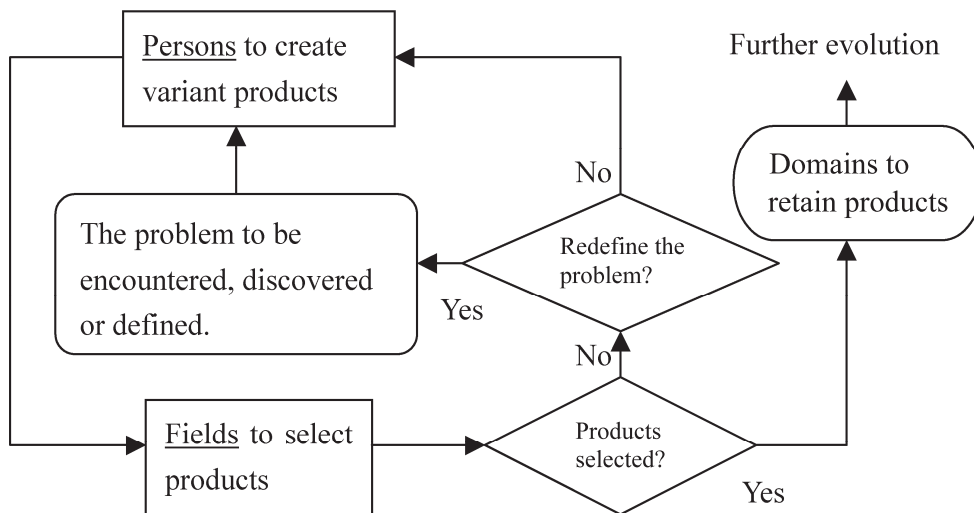 Persons to create
variant products
Further evolution
Domains to
retain products
No
The problem to be
encountered, discovered
or defined.
Redefine the
problem?
Yes
No
Fields to select
products
Products
selected?
Yes